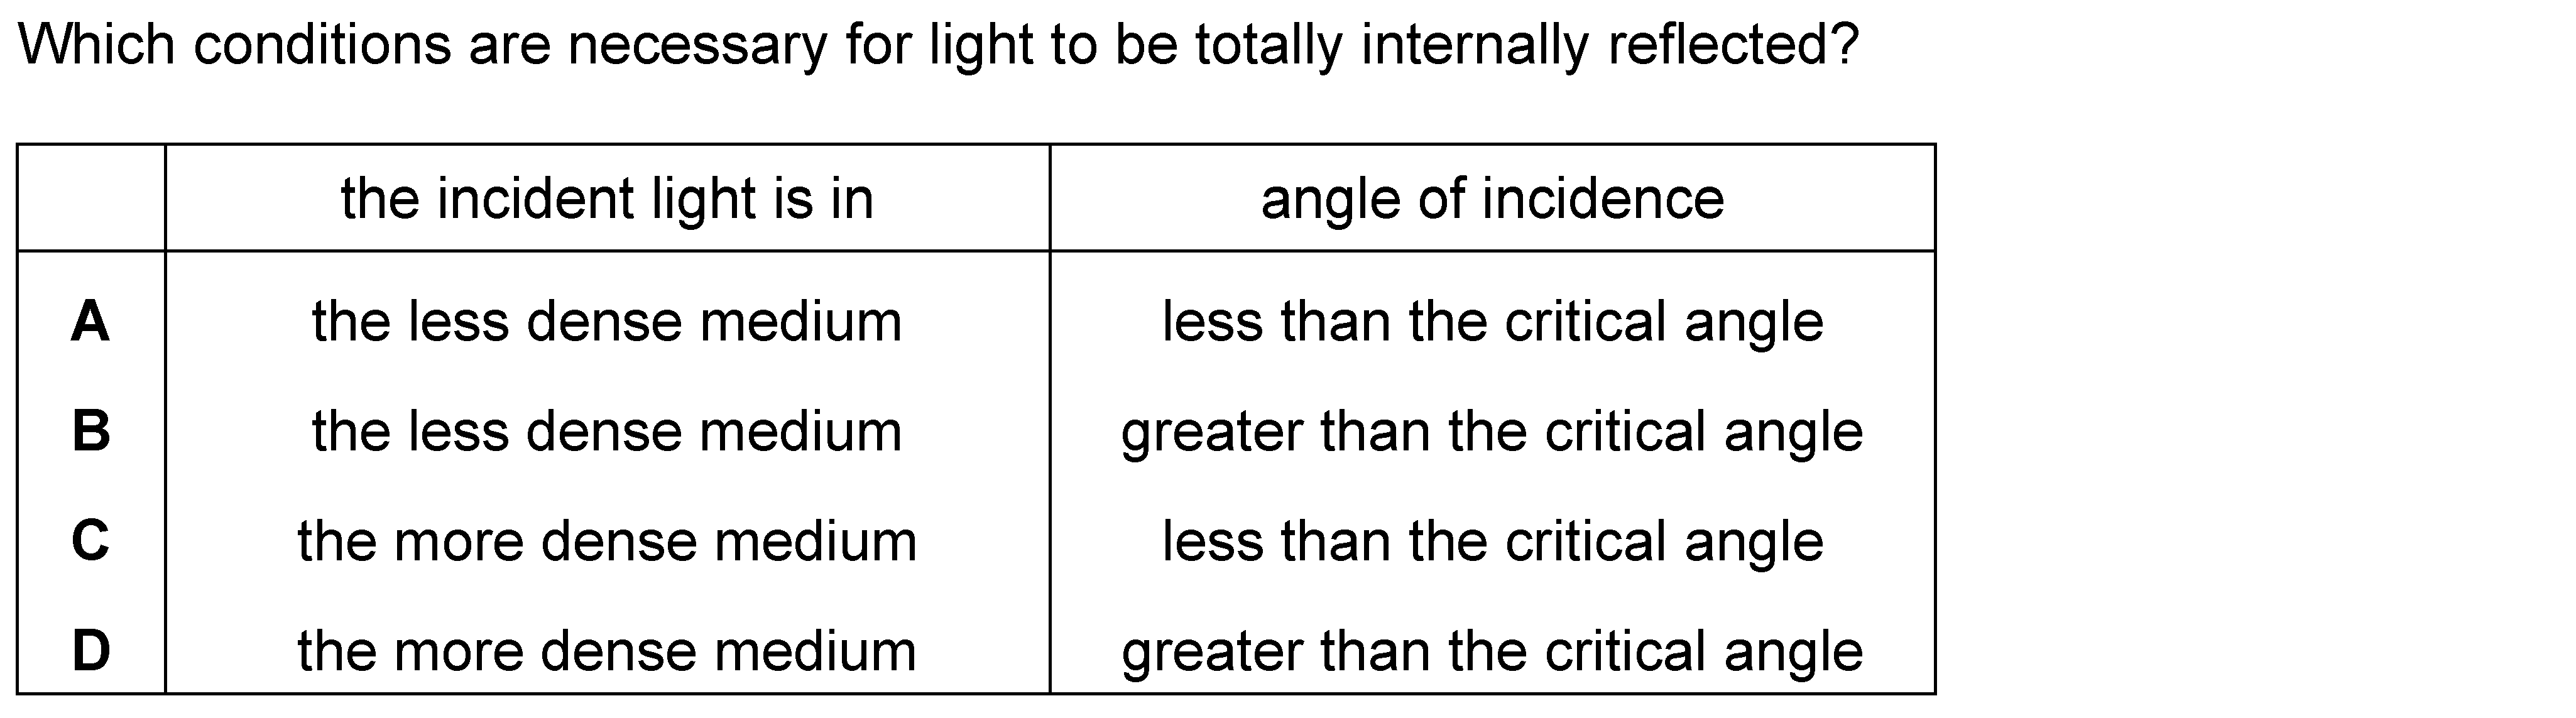 Which conditions are necessary for light to be totally internally reflected?
the incident light is in angle of incidence
A the less dense medium less than the critical angle
B the less dense medium greater than the critical angle
C the more dense medium less than the critical angle
D the more dense medium greater than the critical angle